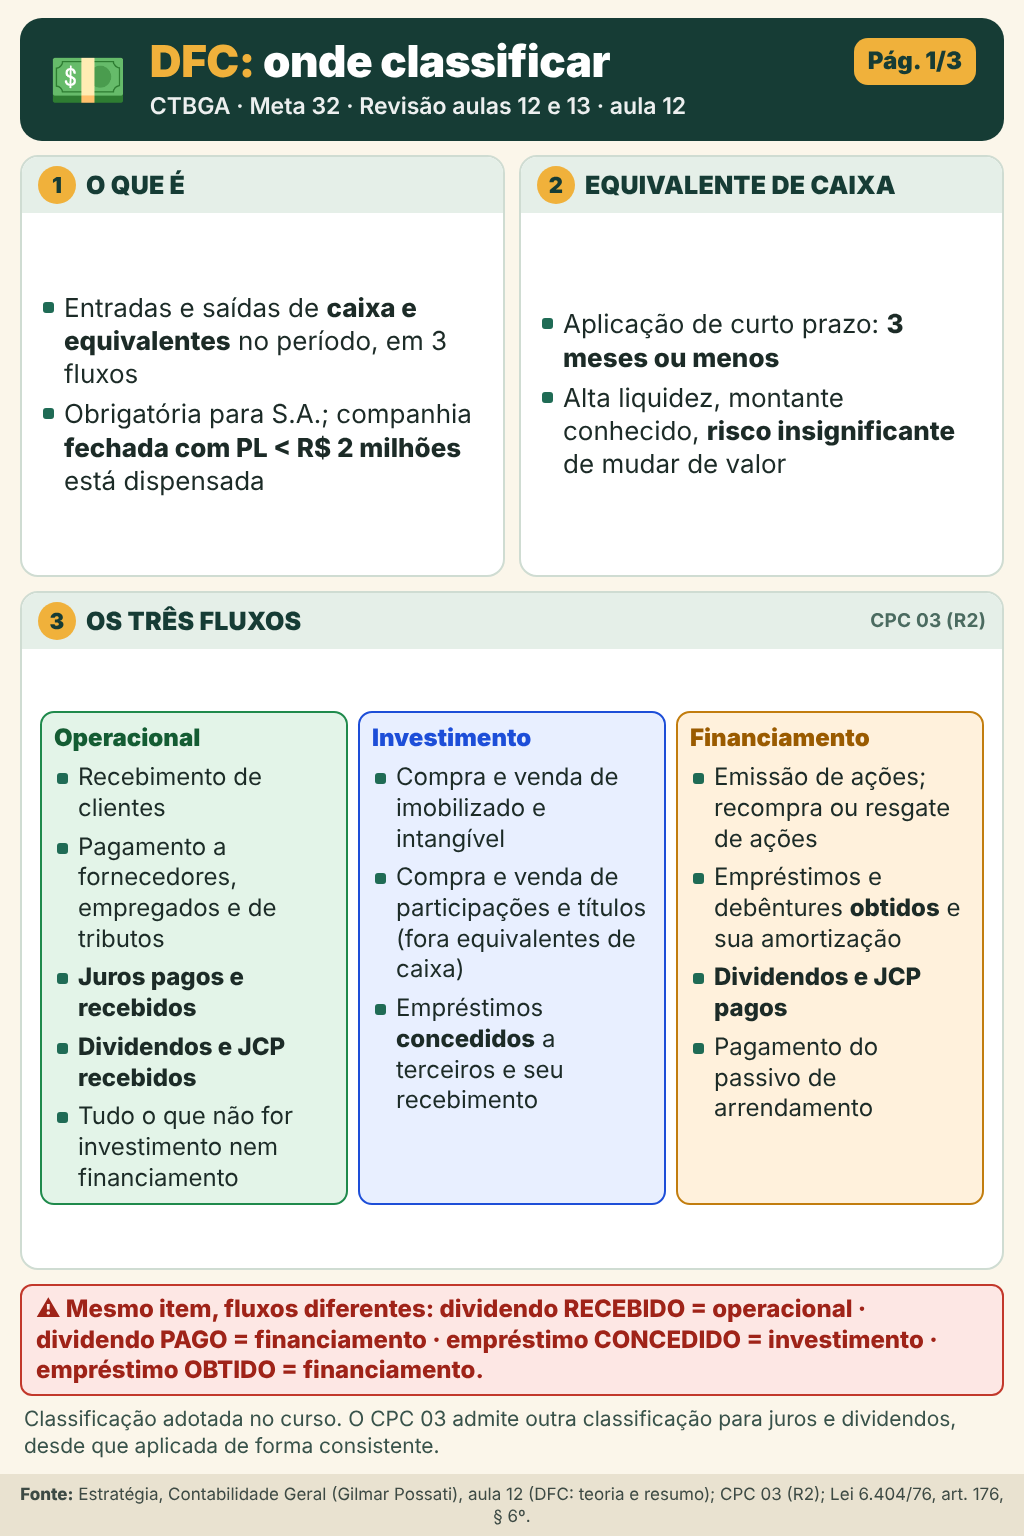 DFC: onde classificar
CTBGA · Meta 32 · Revisão aulas 12 e 13 · aula 12
Pág. 1/3
$
1 O QUE É
Entradas e saídas de caixa e
equivalentes no período, em 3
fluxos
Obrigatória para S.A.; companhia
fechada com PL < R$ 2 milhões
está dispensada
2 EQUIVALENTE DE CAIXA
Aplicação de curto prazo: 3
meses ou menos
Alta liquidez, montante
conhecido, risco insignificante
de mudar de valor
3 OS TRÊS FLUXOS
CPC 03 (R2)
Operacional
Recebimento de
clientes
Pagamento a
fornecedores,
empregados e de
tributos
Juros pagos e
recebidos
Dividendos e JCP
recebidos
Tudo o que não for
investimento nem
financiamento
Investimento
Compra e venda de
imobilizado e
intangível
Compra e venda de
participações e títulos
(fora equivalentes de
caixa)
Empréstimos
concedidos a
terceiros e seu
recebimento
Financiamento
Emissão de ações;
recompra ou resgate
de ações
Empréstimos e
debêntures obtidos e
sua amortização
Dividendos e JCP
pagos
Pagamento do
passivo de
arrendamento
⚠ Mesmo item, fluxos diferentes: dividendo RECEBIDO = operacional ·
dividendo PAGO = financiamento · empréstimo CONCEDIDO = investimento ·
empréstimo OBTIDO = financiamento.
Classificação adotada no curso. O CPC 03 admite outra classificação para juros e dividendos,
desde que aplicada de forma consistente.
Fonte: Estratégia, Contabilidade Geral (Gilmar Possati), aula 12 (DFC: teoria e resumo); CPC 03 (R2); Lei 6.404/76, art. 176,
§ 6º.